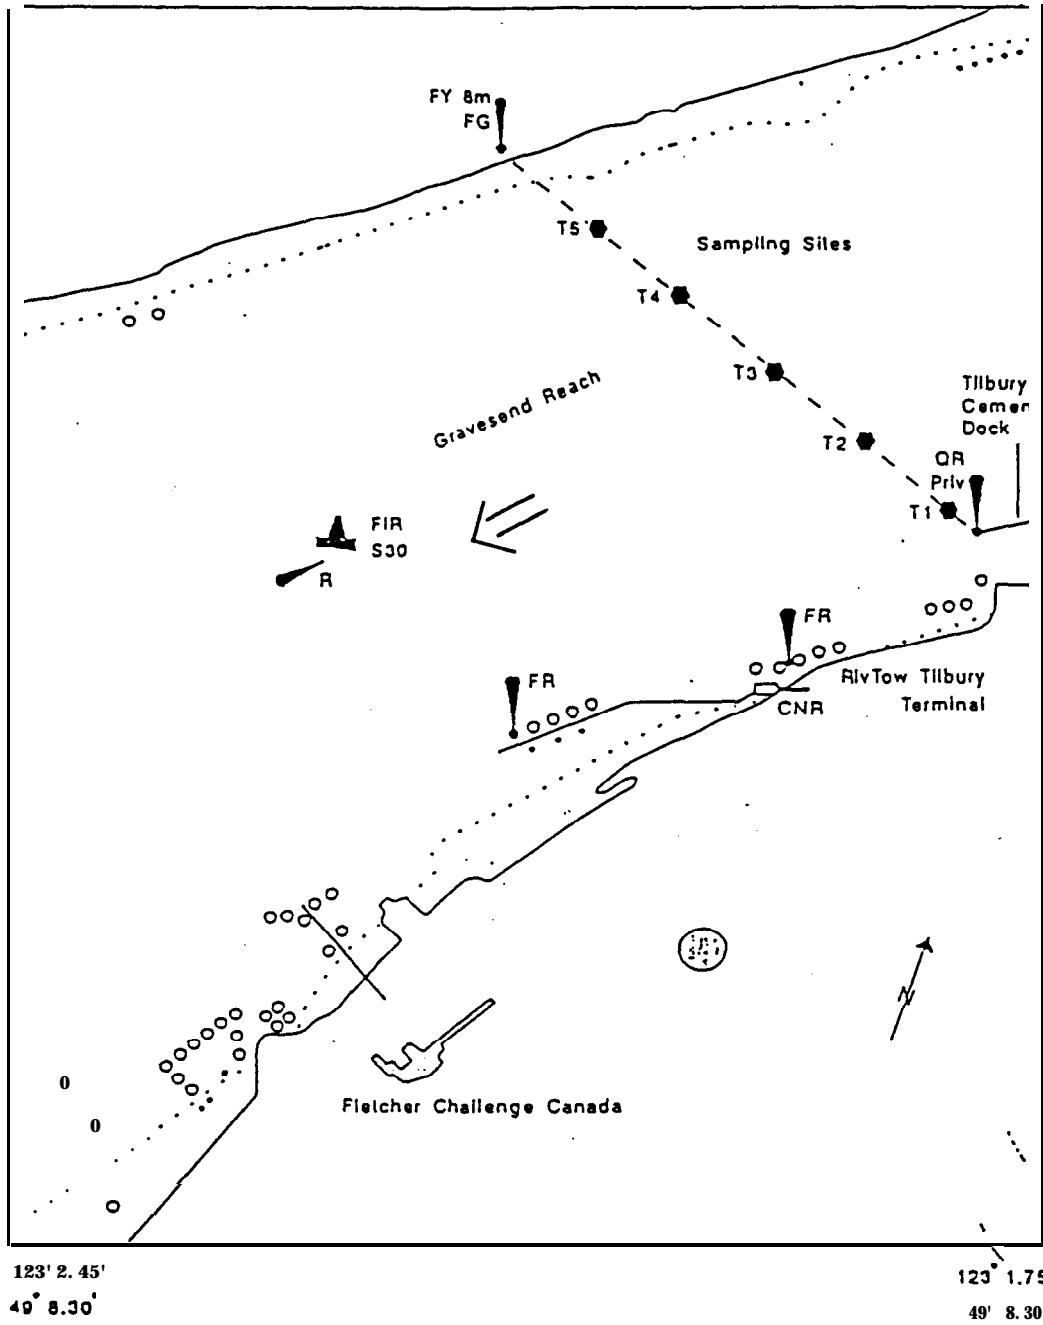 FY 8m
FG
T5
Sampling Sites
T4
T3
Gravesend Reach
Tilbury
Cemen
Dock
T2
QR
Priv
T1
FIR
S30
R
FR
FR
RivTow Tilbury
Terminal
CNR
N
Fletcher Challenge Canada
0
0
123' 2. 45'
49° 8.30'
123° 1.75
49' 8. 30